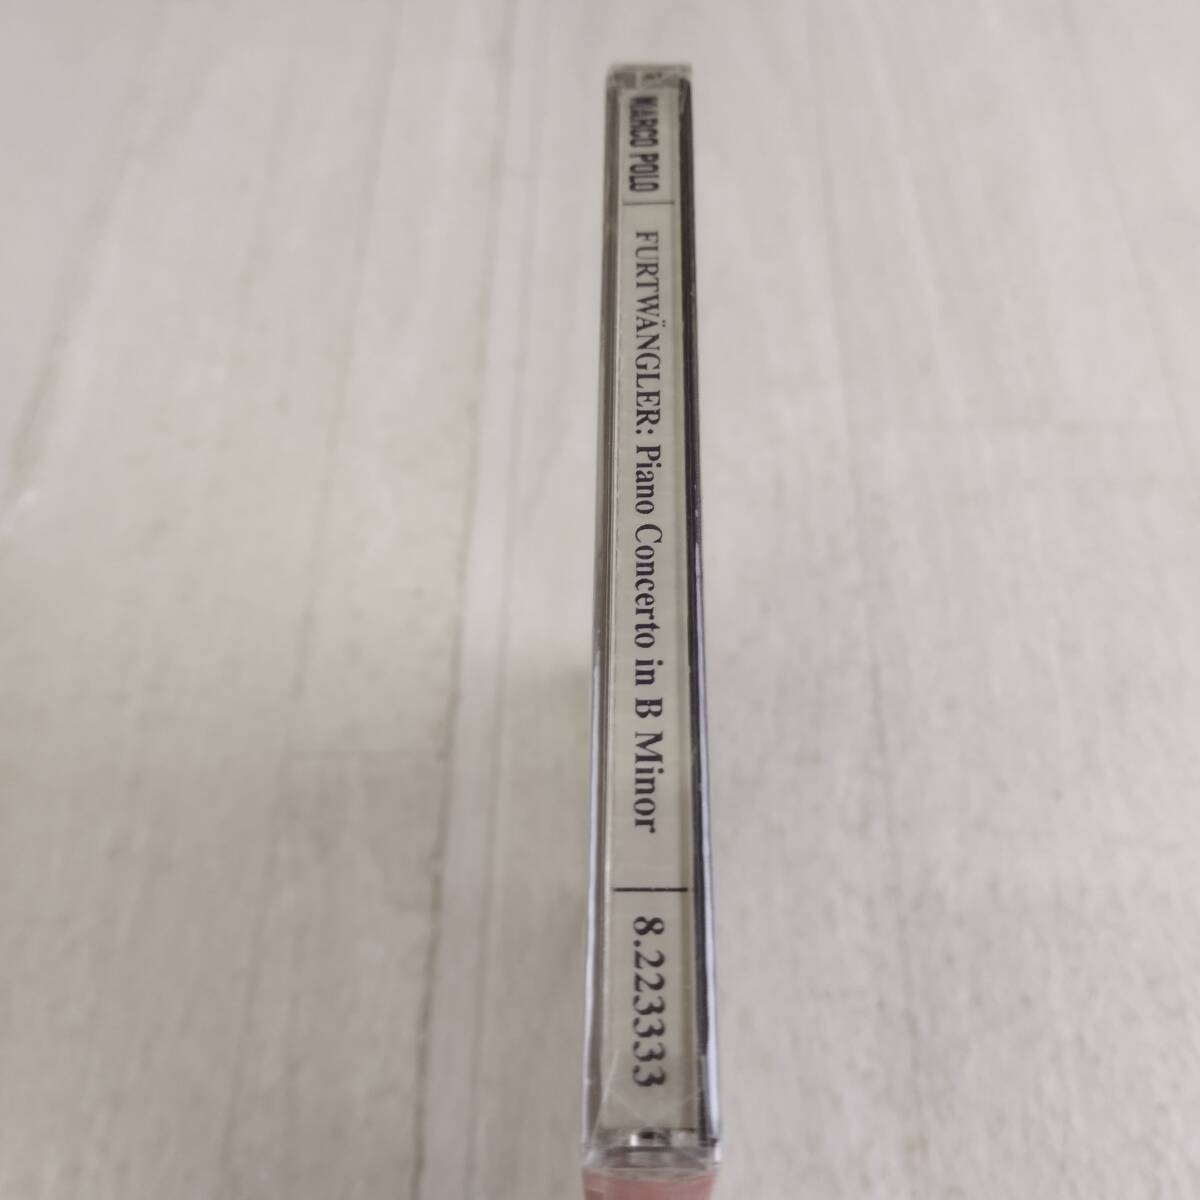 MARCO POLO
FURTWÄNGLER: Piano Concerto in B Minor
8.223333